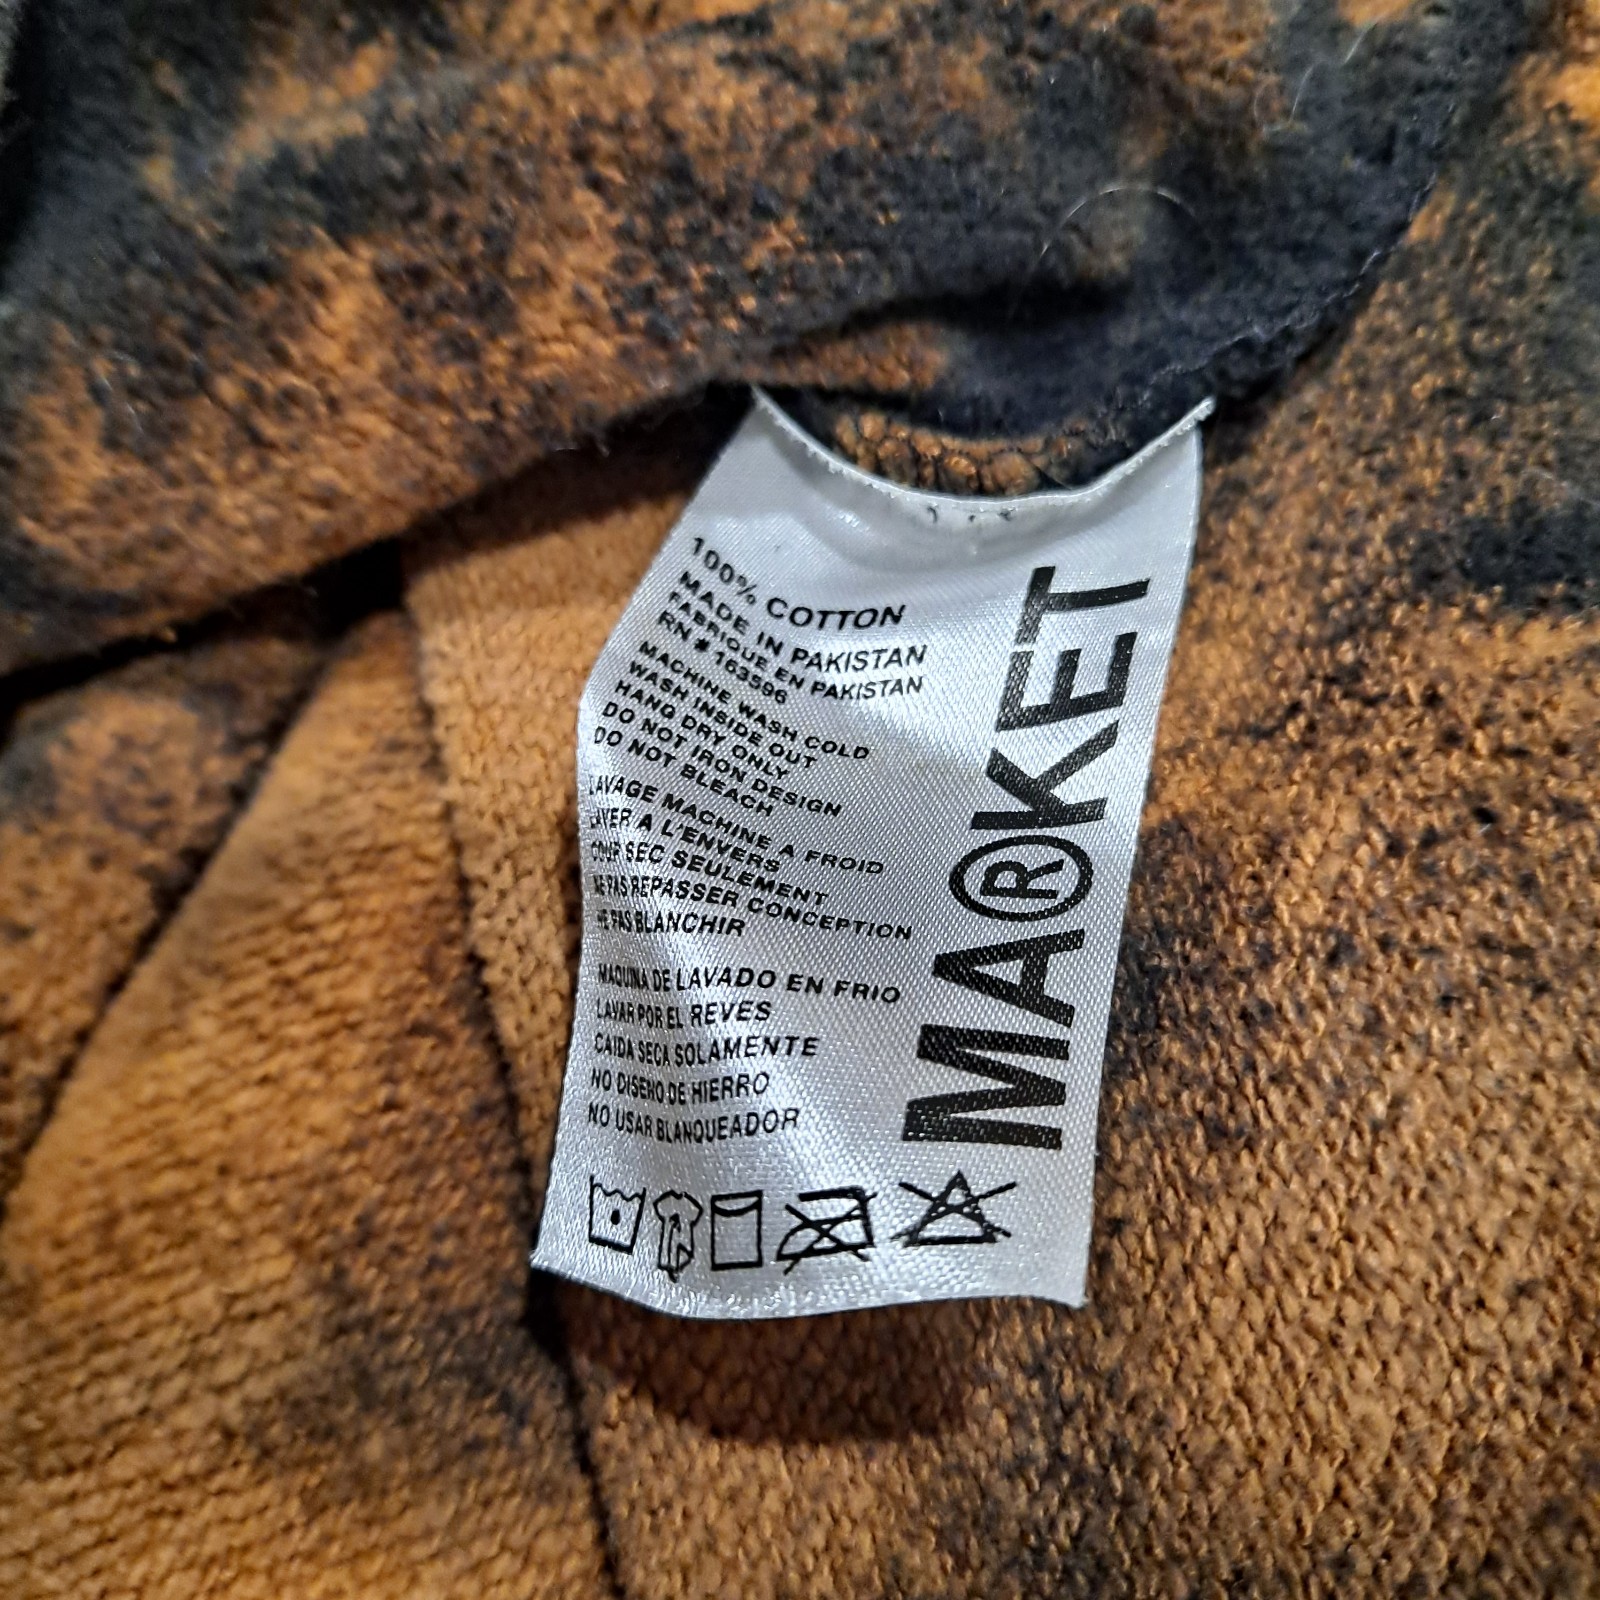 100% COTTON
MADE IN PAKISTAN
FABRIQUE EN PAKISTAN
RN # 163596
MACHINE WASH COLD
WASH INSIDE OUT
HANG DRY ONLY
DO NOT IRON DESIGN
DO NOT BLEACH
LAVAGE MACHINE A FROID
LAVER A L'ENVERS
COUP SEC SEULEMENT
NE PAS REPASSER CONCEPTION
NE PAS BLANCHIR
MAQUINA DE LAVADO EN FRIO
LAVAR POR EL REVES
CAIDA SECA SOLAMENTE
NO DISENO DE HIERRO
NO USAR BLANQUEADOR
MA®KET